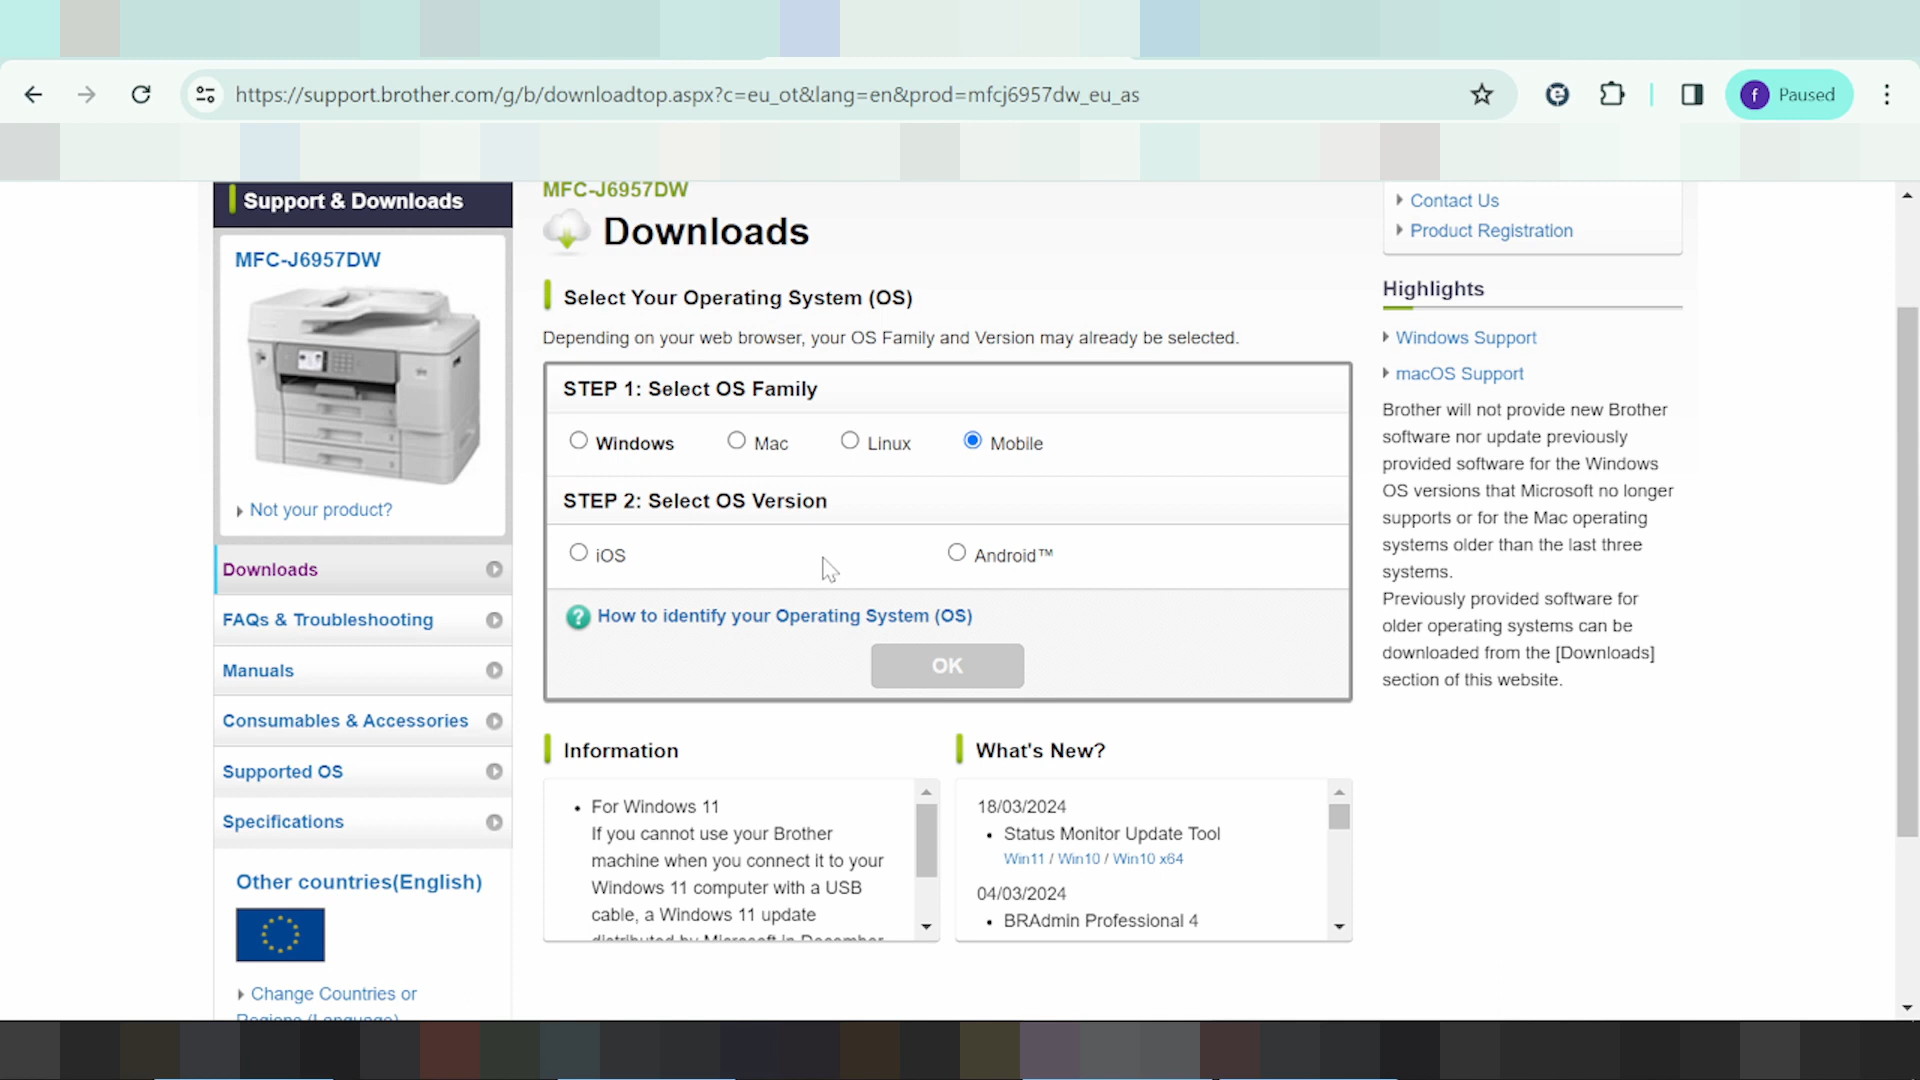 https://support.brother.com/g/b/downloadtop.aspx?c=eu_ot&lang=en&prod=mfcj6957dw_eu_as
f Paused
Support & Downloads
MFC-J6957DW
Not your product?
Downloads
FAQs & Troubleshooting
Manuals
Consumables & Accessories
Supported OS
Specifications
Other countries(English)
Change Countries or
Regions (Language)
MFC-J6957DW
Downloads
Select Your Operating System (OS)
Depending on your web browser, your OS Family and Version may already be selected.
STEP 1: Select OS Family
Windows Mac Linux Mobile
STEP 2: Select OS Version
iOS Android™
? How to identify your Operating System (OS)
OK
Information
• For Windows 11
If you cannot use your Brother
machine when you connect it to your
Windows 11 computer with a USB
cable, a Windows 11 update
distributed by Microsoft in December
What's New?
18/03/2024
• Status Monitor Update Tool
Win11 / Win10 / Win10 x64
04/03/2024
• BRAdmin Professional 4
Contact Us
Product Registration
Highlights
Windows Support
macOS Support
Brother will not provide new Brother
software nor update previously
provided software for the Windows
OS versions that Microsoft no longer
supports or for the Mac operating
systems older than the last three
systems.
Previously provided software for
older operating systems can be
downloaded from the [Downloads]
section of this website.